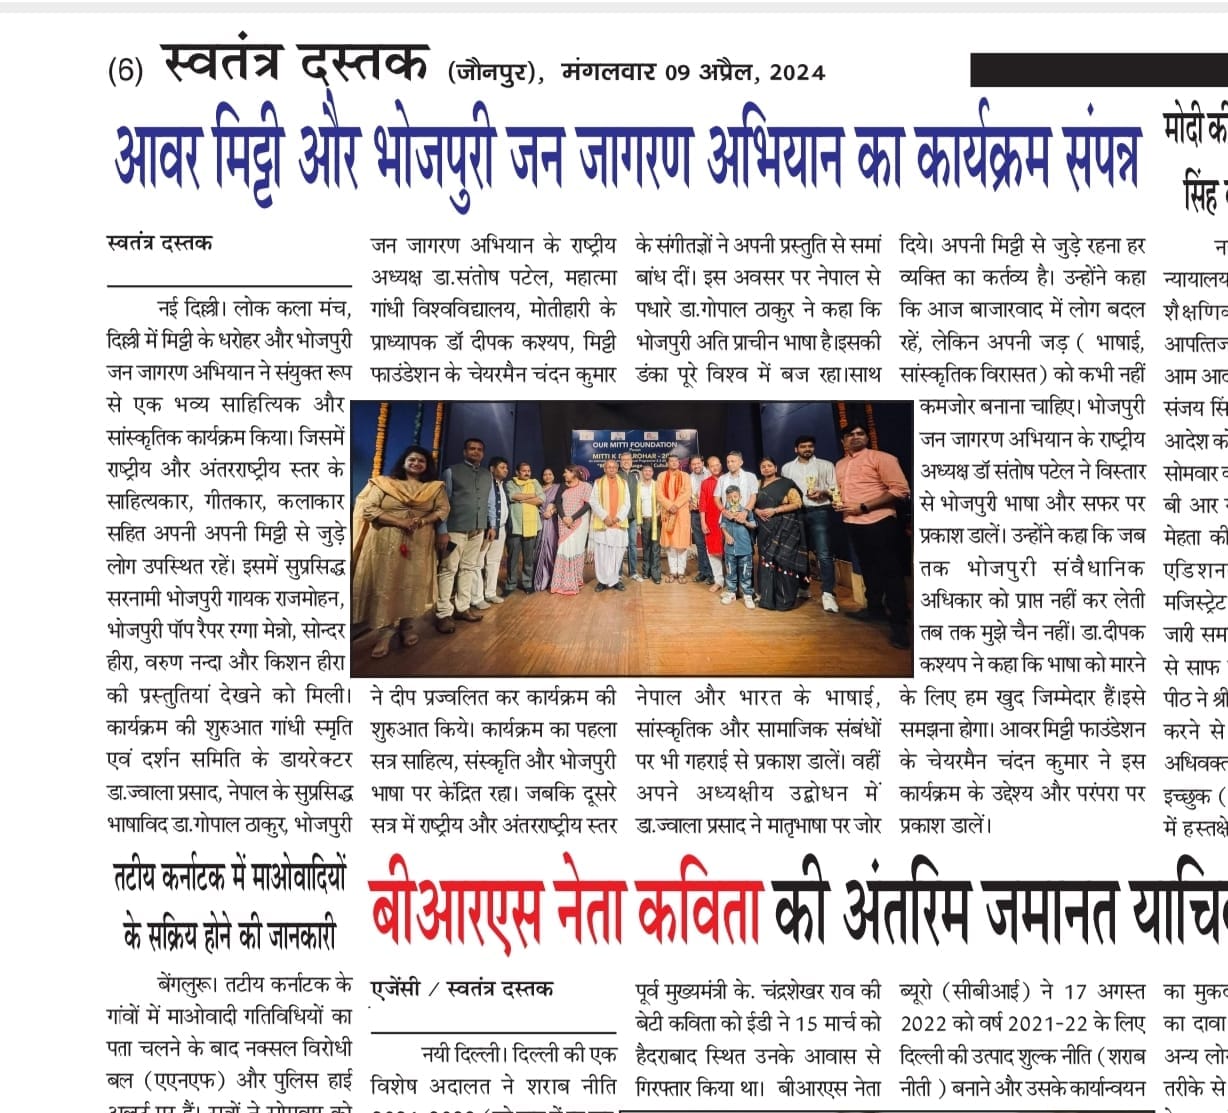 (6) स्वतंत्र दस्तक (जौनपुर), मंगलवार 09 अप्रैल, 2024
आवर मिट्टी और भोजपुरी जन जागरण अभियान का कार्यक्रम संपन्न
स्वतंत्र दस्तक
नई दिल्ली। लोक कला मंच,
दिल्ली में मिट्टी के धरोहर और भोजपुरी
जन जागरण अभियान ने संयुक्त रूप
से एक भव्य साहित्यिक और
सांस्कृतिक कार्यक्रम किया। जिसमें
राष्ट्रीय और अंतरराष्ट्रीय स्तर के
साहित्यकार, गीतकार, कलाकार
सहित अपनी अपनी मिट्टी से जुड़े
लोग उपस्थित रहें। इसमें सुप्रसिद्ध
सरनामी भोजपुरी गायक राजमोहन,
भोजपुरी पॉप रैपर रग्गा मेन्नो, सोन्दर
हीरा, वरुण नन्दा और किशन हीरा
की प्रस्तुतियां देखने को मिली।
कार्यक्रम की शुरुआत गांधी स्मृति
एवं दर्शन समिति के डायरेक्टर
डा.ज्वाला प्रसाद, नेपाल के सुप्रसिद्ध
भाषाविद डा.गोपाल ठाकुर, भोजपुरी
जन जागरण अभियान के राष्ट्रीय
अध्यक्ष डा.संतोष पटेल, महात्मा
गांधी विश्वविद्यालय, मोतीहारी के
प्राध्यापक डॉ दीपक कश्यप, मिट्टी
फाउंडेशन के चेयरमैन चंदन कुमार
ने दीप प्रज्वलित कर कार्यक्रम की
शुरुआत किये। कार्यक्रम का पहला
सत्र साहित्य, संस्कृति और भोजपुरी
भाषा पर केंद्रित रहा। जबकि दूसरे
सत्र में राष्ट्रीय और अंतरराष्ट्रीय स्तर
के संगीतज्ञों ने अपनी प्रस्तुति से समां
बांध दीं। इस अवसर पर नेपाल से
पधारे डा.गोपाल ठाकुर ने कहा कि
भोजपुरी अति प्राचीन भाषा है।इसकी
डंका पूरे विश्व में बज रहा।साथ
OUR MITTI FOUNDATION
नेपाल और भारत के भाषाई,
सांस्कृतिक और सामाजिक संबंधों
पर भी गहराई से प्रकाश डालें। वहीं
अपने अध्यक्षीय उद्बोधन में
डा.ज्वाला प्रसाद ने मातृभाषा पर जोर
दिये। अपनी मिट्टी से जुड़े रहना हर
व्यक्ति का कर्तव्य है। उन्होंने कहा
कि आज बाजारवाद में लोग बदल
रहें, लेकिन अपनी जड़ ( भाषाई,
सांस्कृतिक विरासत) को कभी नहीं
कमजोर बनाना चाहिए। भोजपुरी
जन जागरण अभियान के राष्ट्रीय
अध्यक्ष डॉ संतोष पटेल ने विस्तार
से भोजपुरी भाषा और सफर पर
प्रकाश डालें। उन्होंने कहा कि जब
तक भोजपुरी संवैधानिक
अधिकार को प्राप्त नहीं कर लेती
तब तक मुझे चैन नहीं। डा.दीपक
कश्यप ने कहा कि भाषा को मारने
के लिए हम खुद जिम्मेदार हैं।इसे
समझना होगा। आवर मिट्टी फाउंडेशन
के चेयरमैन चंदन कुमार ने इस
कार्यक्रम के उद्देश्य और परंपरा पर
प्रकाश डालें।
मोदी की
सिंह
न्यायालय
शैक्षणिक
आम आद
संजय सिं
आदेश को
सोमवार
बी आर
मेहता की
एडिशन
मजिस्ट्रेट
जारी सम
से साफ
पीठ ने श्री
करने से
अधिवक्त
इच्छुक (
में हस्तक्षे
तटीय कर्नाटक में माओवादियों
के सक्रिय होने की जानकारी
बेंगलुरू। तटीय कर्नाटक के
गांवों में माओवादी गतिविधियों का
पता चलने के बाद नक्सल विरोधी
बल (एएनएफ) और पुलिस हाई
बीआरएस नेता कविता की अंतरिम जमानत याचि
एजेंसी / स्वतंत्र दस्तक
नयी दिल्ली। दिल्ली की एक
विशेष अदालत ने शराब नीति
पूर्व मुख्यमंत्री के. चंद्रशेखर राव की
बेटी कविता को ईडी ने 15 मार्च को
हैदराबाद स्थित उनके आवास से
गिरफ्तार किया था। बीआरएस नेता
ब्यूरो (सीबीआई) ने 17 अगस्त
2022 को वर्ष 2021-22 के लिए
दिल्ली की उत्पाद शुल्क नीति (शराब
नीति ) बनाने और उसके कार्यान्वयन
का मुकद
का दावा
अन्य लो
तरीके से